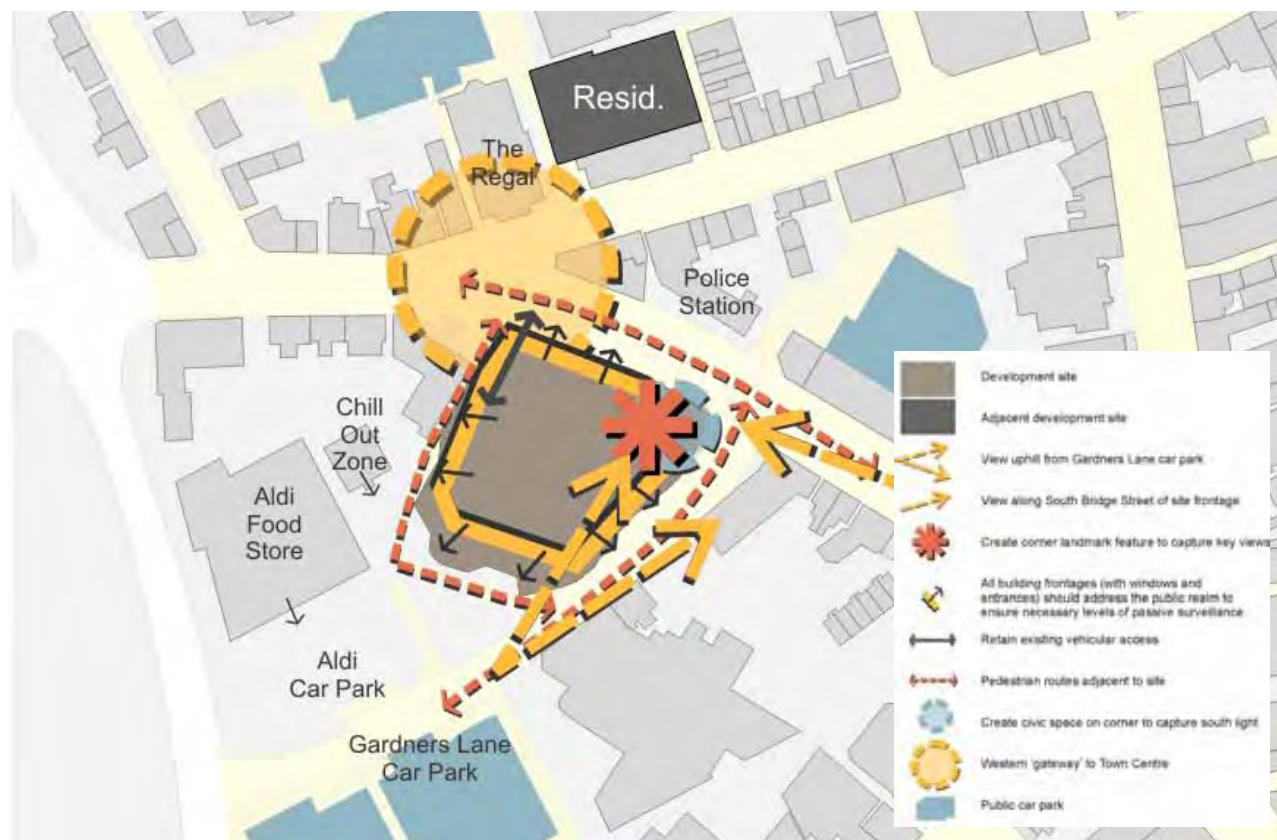 Resid.
The
Regal
Police
Station
Chill
Out
Zone
Aldi
Food
Store
Aldi
Car Park
Gardners Lane
Car Park
Development site
Adjacent development site
View uphill from Gardners Lane car park
View along South Bridge Street of site frontage
Create corner landmark feature to capture key views
All building frontages (with windows and
entrances) should address the public realm to
ensure necessary levels of passive surveillance
Retain existing vehicular access
Pedestrian routes adjacent to site
Create civic space on corner to capture south light
Western 'gateway' to Town Centre
Public car park